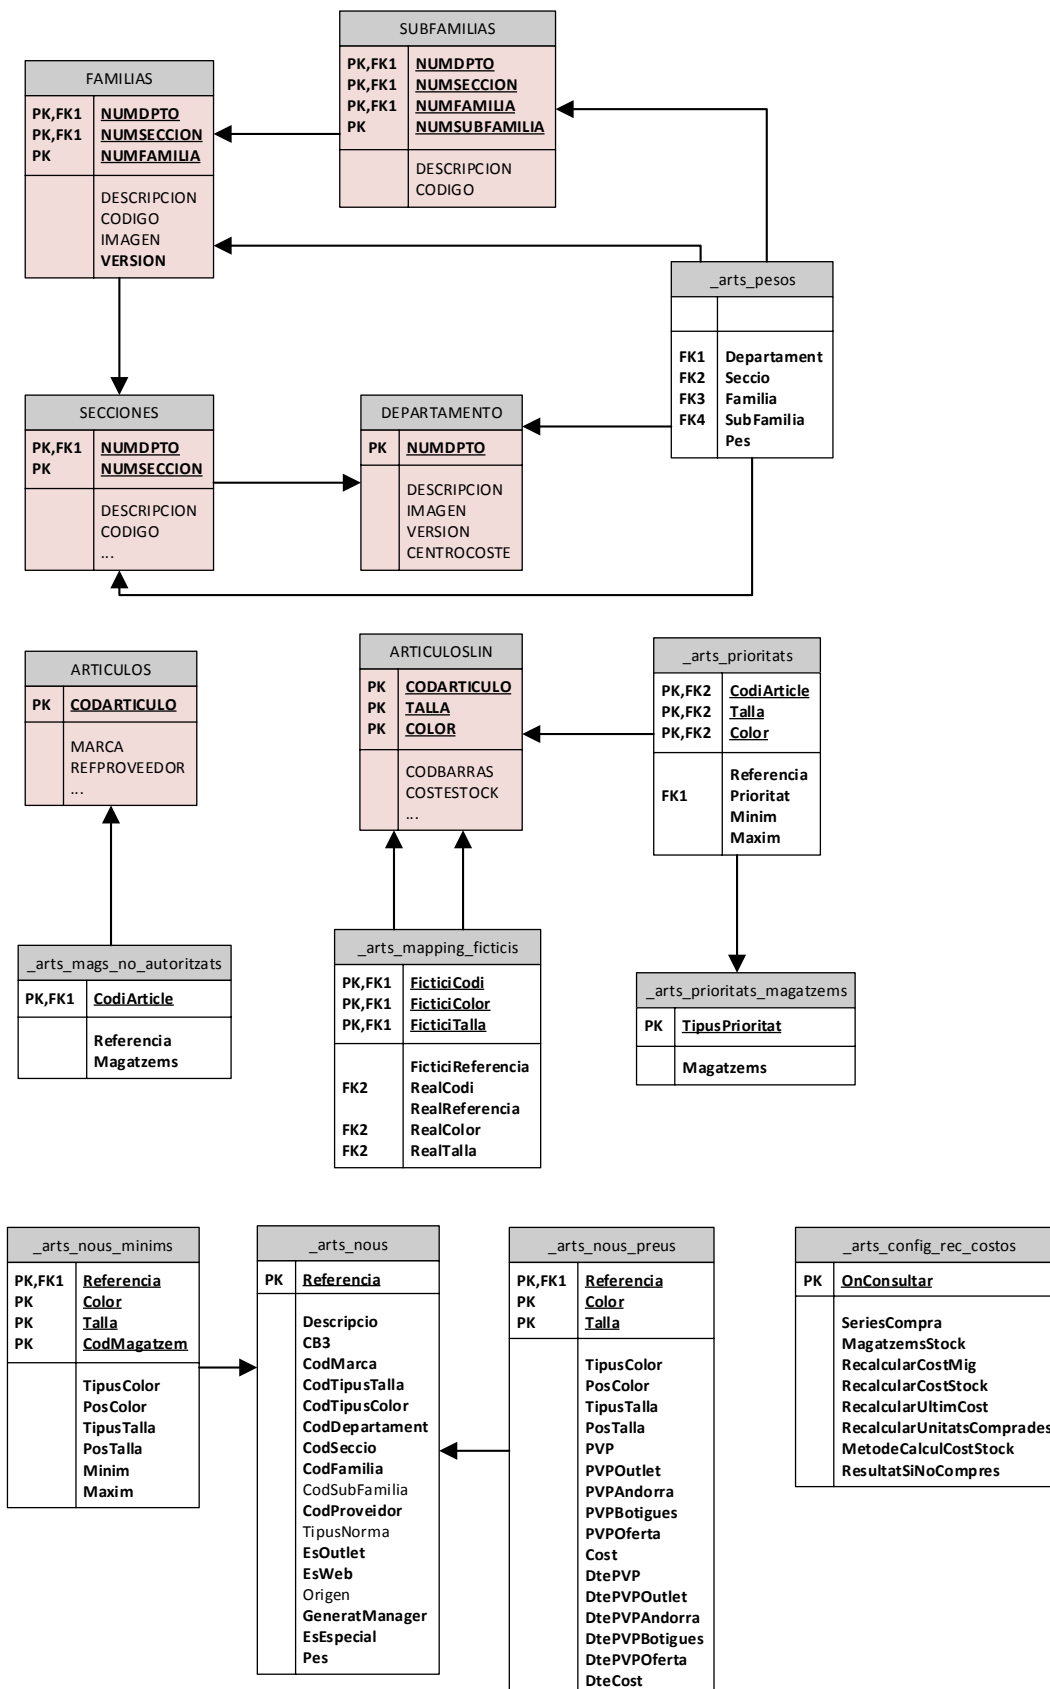 SUBFAMILIAS
PK,FK1 NUMDPTO
PK,FK1 NUMSECCION
PK,FK1 NUMFAMILIA
PK NUMSUBFAMILIA
DESCRIPCION
CODIGO
FAMILIAS
PK,FK1 NUMDPTO
PK,FK1 NUMSECCION
PK NUMFAMILIA
DESCRIPCION
CODIGO
IMAGEN
VERSION
_arts_pesos
FK1 Departament
FK2 Seccio
FK3 Familia
FK4 SubFamilia
Pes
SECCIONES
PK,FK1 NUMDPTO
PK NUMSECCION
DESCRIPCION
CODIGO
...
DEPARTAMENTO
PK NUMDPTO
DESCRIPCION
IMAGEN
VERSION
CENTROCOSTE
ARTICULOS
PK CODARTICULO
MARCA
REFPROVEEDOR
...
ARTICULOSLIN
PK CODARTICULO
PK TALLA
PK COLOR
CODBARRAS
COSTESTOCK
...
_arts_prioritats
PK,FK2 CodiArticle
PK,FK2 Talla
PK,FK2 Color
Referencia
FK1 Prioritat
Minim
Maxim
_arts_mags_no_autoritzats
PK,FK1 CodiArticle
Referencia
Magatzems
_arts_mapping_ficticis
PK,FK1 FicticiCodi
PK,FK1 FicticiColor
PK,FK1 FicticiTalla
FicticiReferencia
FK2 RealCodi
RealReferencia
FK2 RealColor
FK2 RealTalla
_arts_prioritats_magatzems
PK TipusPrioritat
Magatzems
_arts_nous_minims
PK,FK1 Referencia
PK Color
PK Talla
PK CodMagatzem
TipusColor
PosColor
TipusTalla
PosTalla
Minim
Maxim
_arts_nous
PK Referencia
Descripcio
CB3
CodMarca
CodTipusTalla
CodTipusColor
CodDepartament
CodSeccio
CodFamilia
CodSubFamilia
CodProveidor
TipusNorma
EsOutlet
EsWeb
Origen
GeneratManager
EsEspecial
Pes
_arts_nous_preus
PK,FK1 Referencia
PK Color
PK Talla
TipusColor
PosColor
TipusTalla
PosTalla
PVP
PVPOutlet
PVPAndorra
PVPBotigues
PVPOferta
Cost
DtePVP
DtePVPOutlet
DtePVPAndorra
DtePVPBotigues
DtePVPOferta
DteCost
_arts_config_rec_costos
PK OnConsultar
SeriesCompra
MagatzemsStock
RecalcularCostMig
RecalcularCostStock
RecalcularUltimCost
RecalcularUnitatsComprades
MetodeCalculCostStock
ResultatSiNoCompres